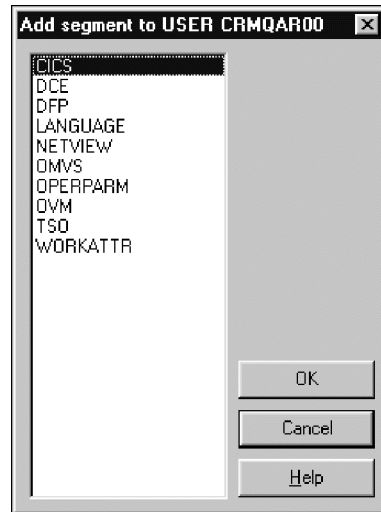 Add segment to USER CRMQAR00
CICS
DCE
DFP
LANGUAGE
NETVIEW
OMVS
OPERPARM
OVM
TSO
WORKATTR
OK
Cancel
Help